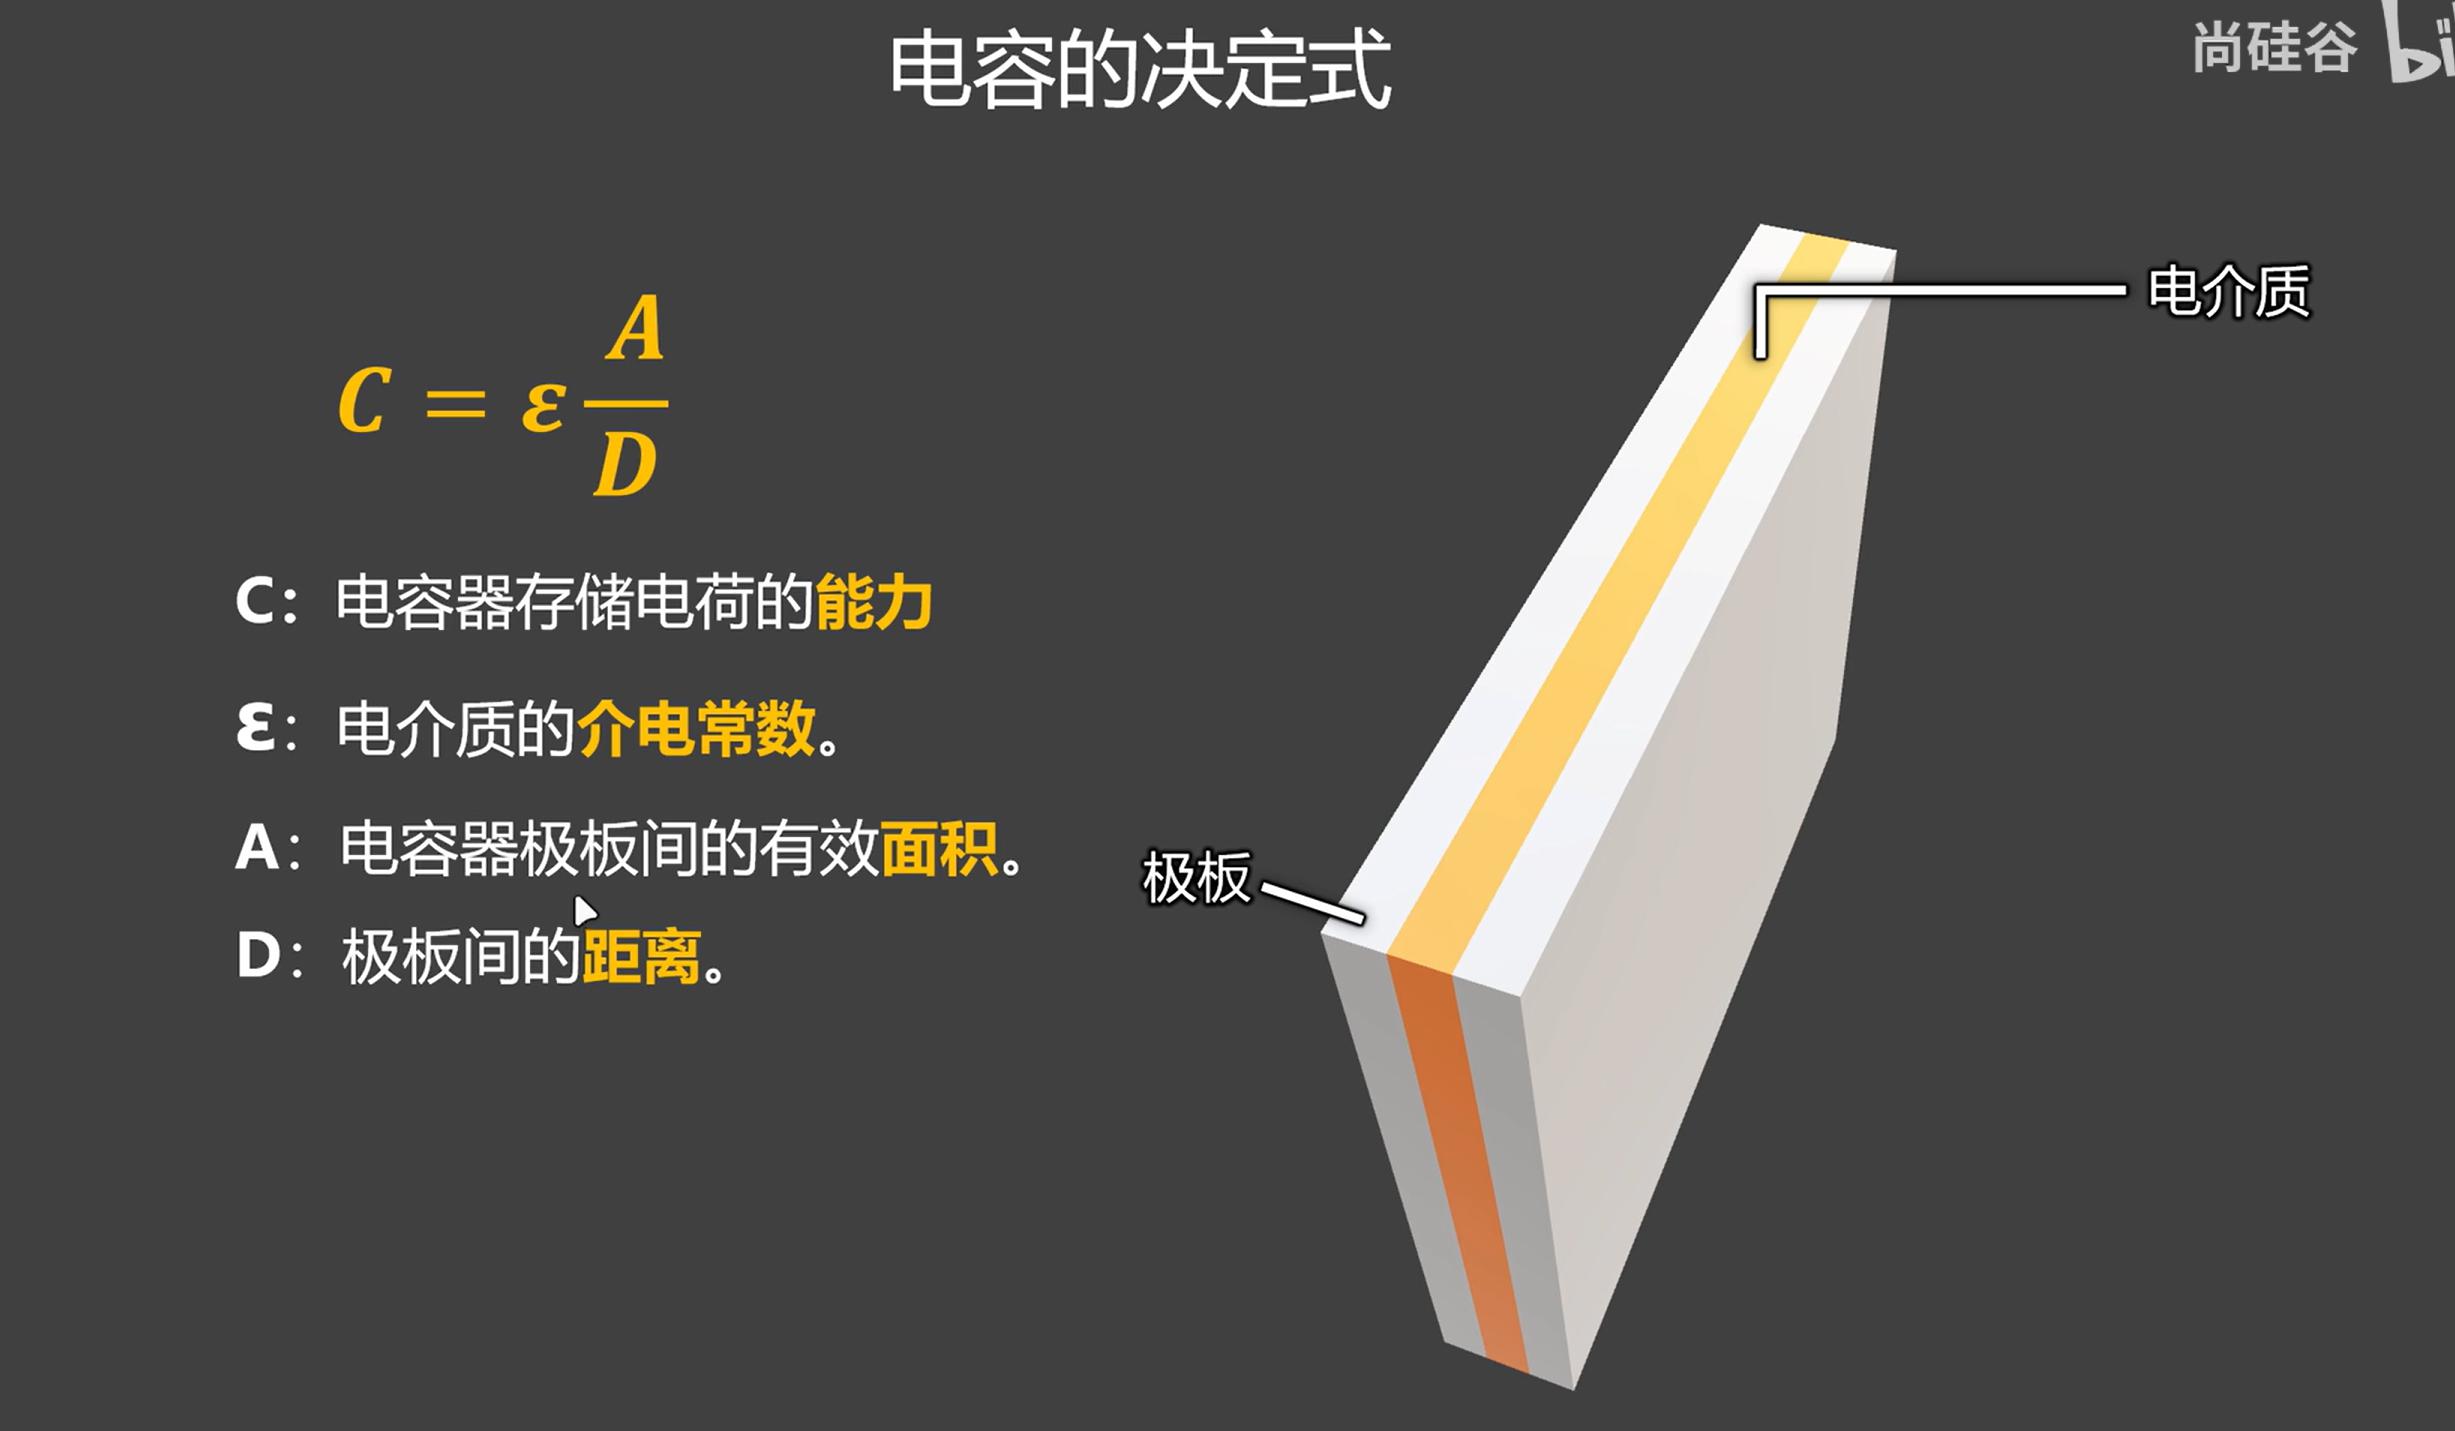 电容的决定式
尚硅谷
C = ε A/D
电介质
C：电容器存储电荷的能力
ε：电介质的介电常数。
A：电容器极板间的有效面积。
极板
D：极板间的距离。